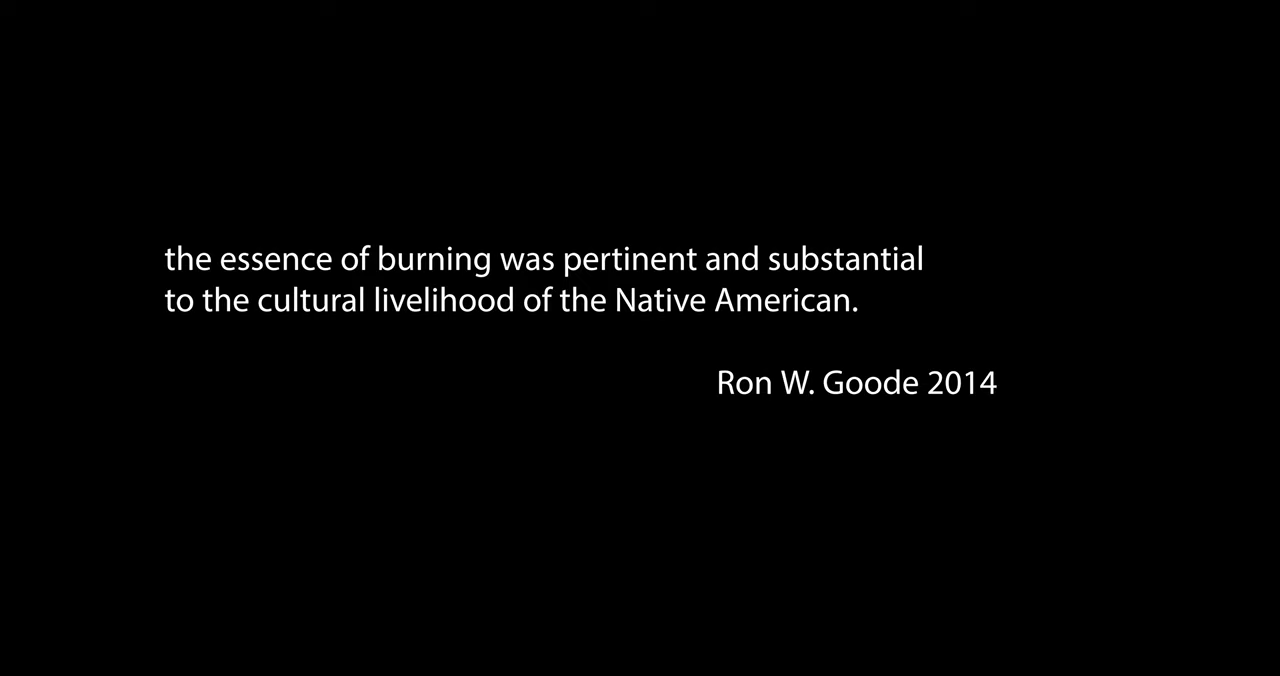 the essence of burning was pertinent and substantial
to the cultural livelihood of the Native American.
Ron W. Goode 2014